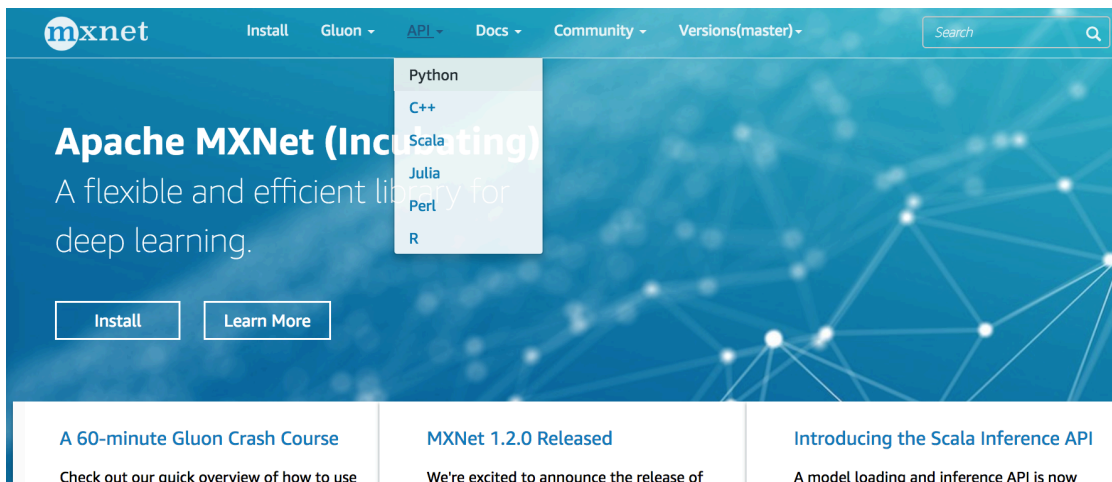 mxnet
Install Gluon API Docs Community Versions(master) Search
Python
C++
Scala
Julia
Perl
R
Apache MXNet (Incubating)
A flexible and efficient library for
deep learning.
Install Learn More
A 60-minute Gluon Crash Course
Check out our quick overview of how to use
MXNet 1.2.0 Released
We're excited to announce the release of
Introducing the Scala Inference API
A model loading and inference API is now